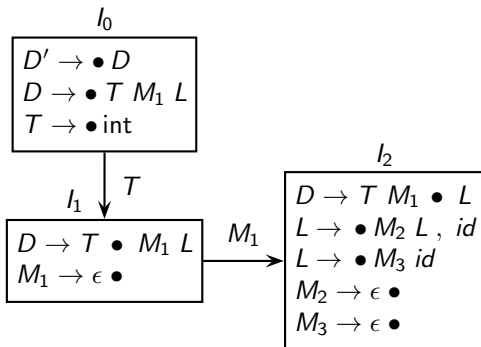 I₀
D′ → • D
D → • T M₁ L
T → • int
T
I₁
D → T • M₁ L
M₁ → ϵ •
M₁
I₂
D → T M₁ • L
L → • M₂ L , id
L → • M₃ id
M₂ → ϵ •
M₃ → ϵ •